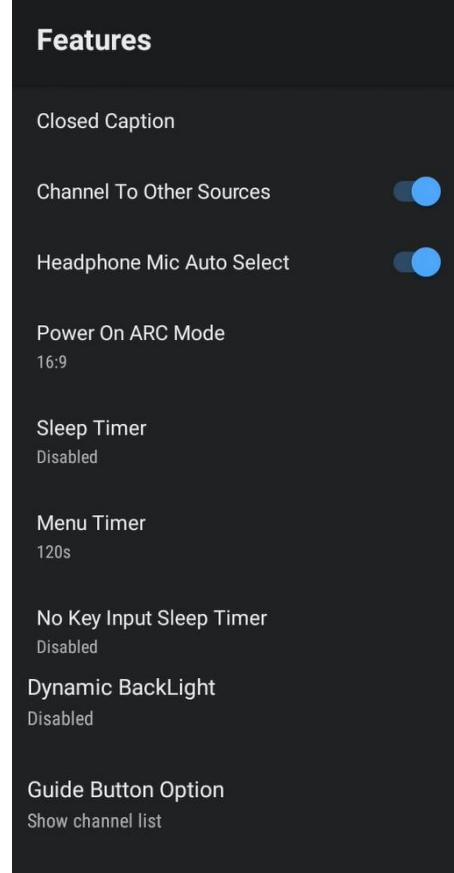 Features
Closed Caption
Channel To Other Sources
Headphone Mic Auto Select
Power On ARC Mode
16:9
Sleep Timer
Disabled
Menu Timer
120s
No Key Input Sleep Timer
Disabled
Dynamic BackLight
Disabled
Guide Button Option
Show channel list